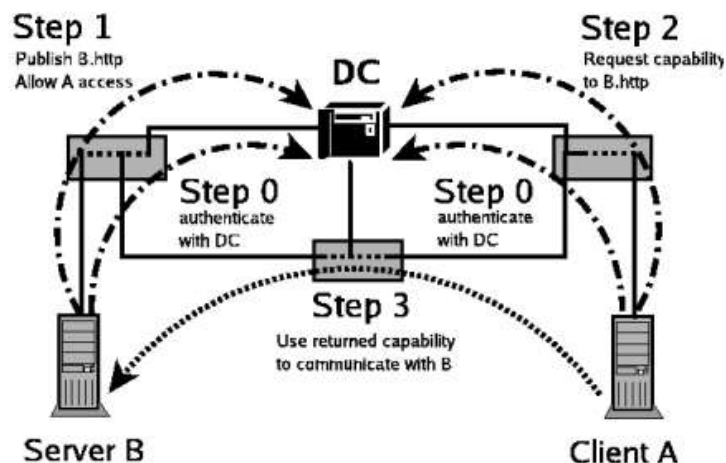 Step 1
Publish B.http
Allow A access
Step 2
Request capability
to B.http
DC
Step 0
authenticate
with DC
Step 0
authenticate
with DC
Step 3
Use returned capability
to communicate with B
Server B
Client A